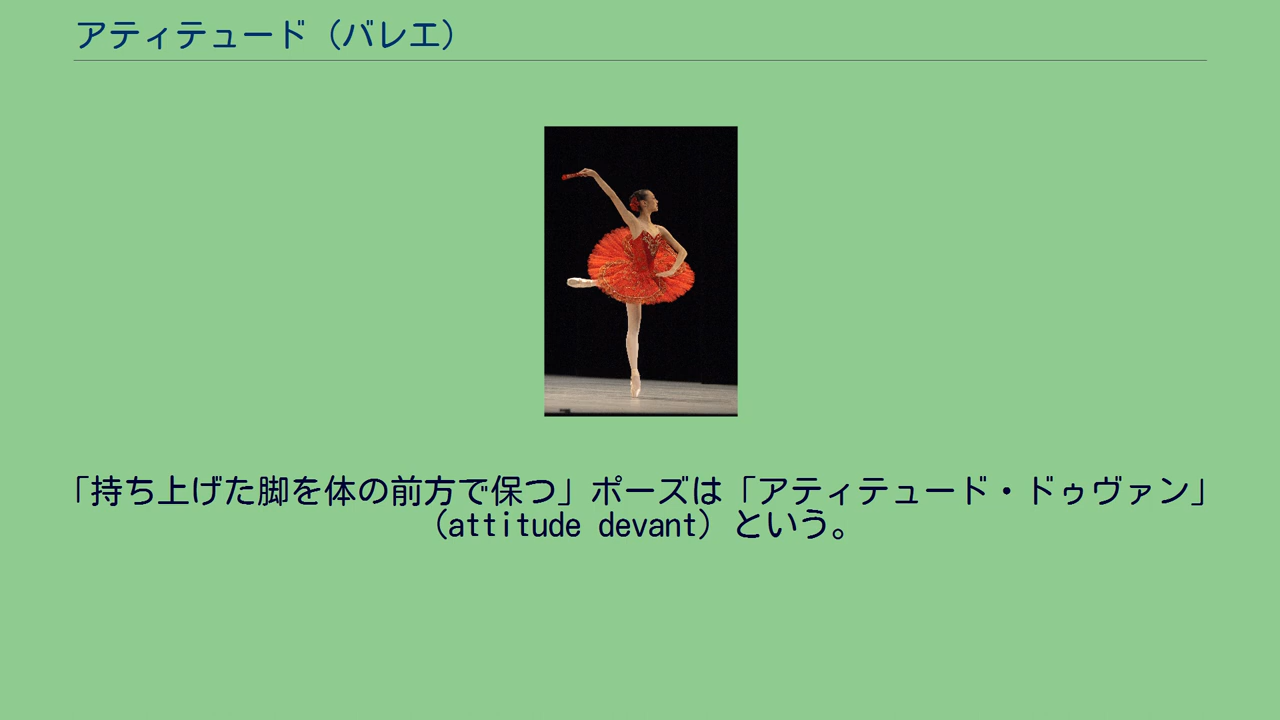 アティテュード（バレエ）
「持ち上げた脚を体の前方で保つ」ポーズは「アティテュード・ドゥヴァン」
（attitude devant）という。